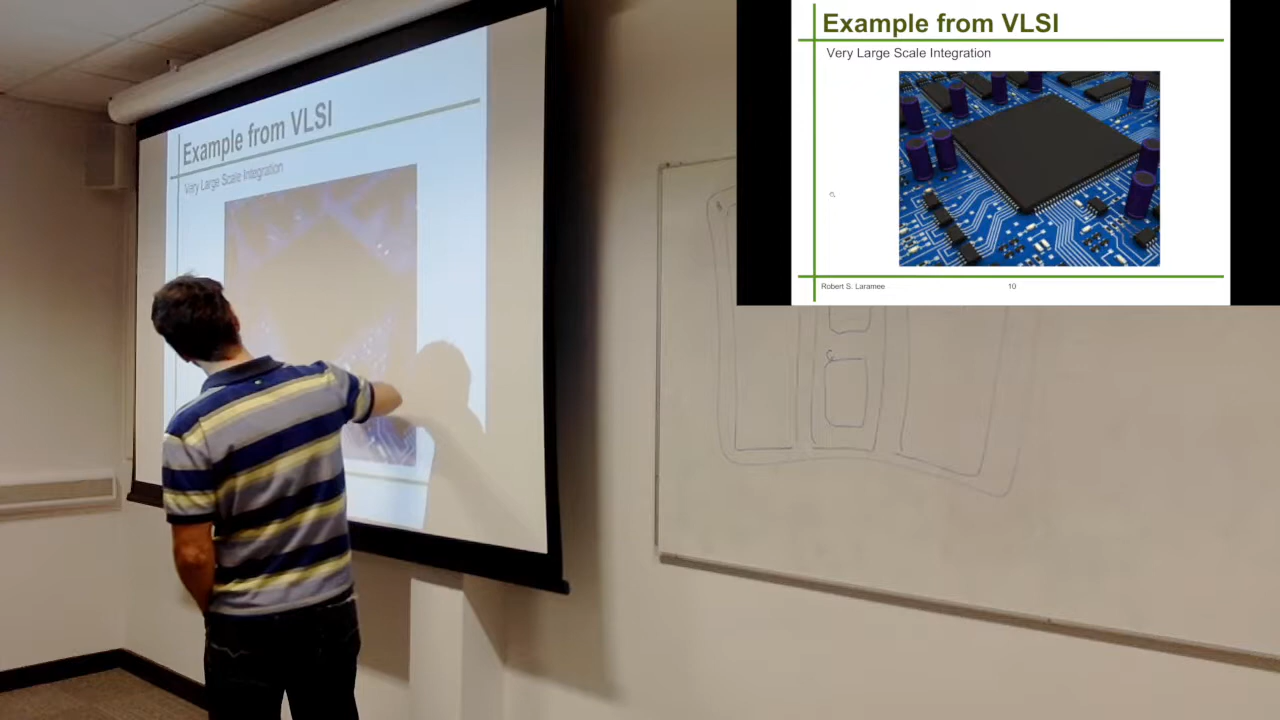 Example from VLSI
Very Large Scale Integration
Example from VLSI
Very Large Scale Integration
Robert S. Laramee
10